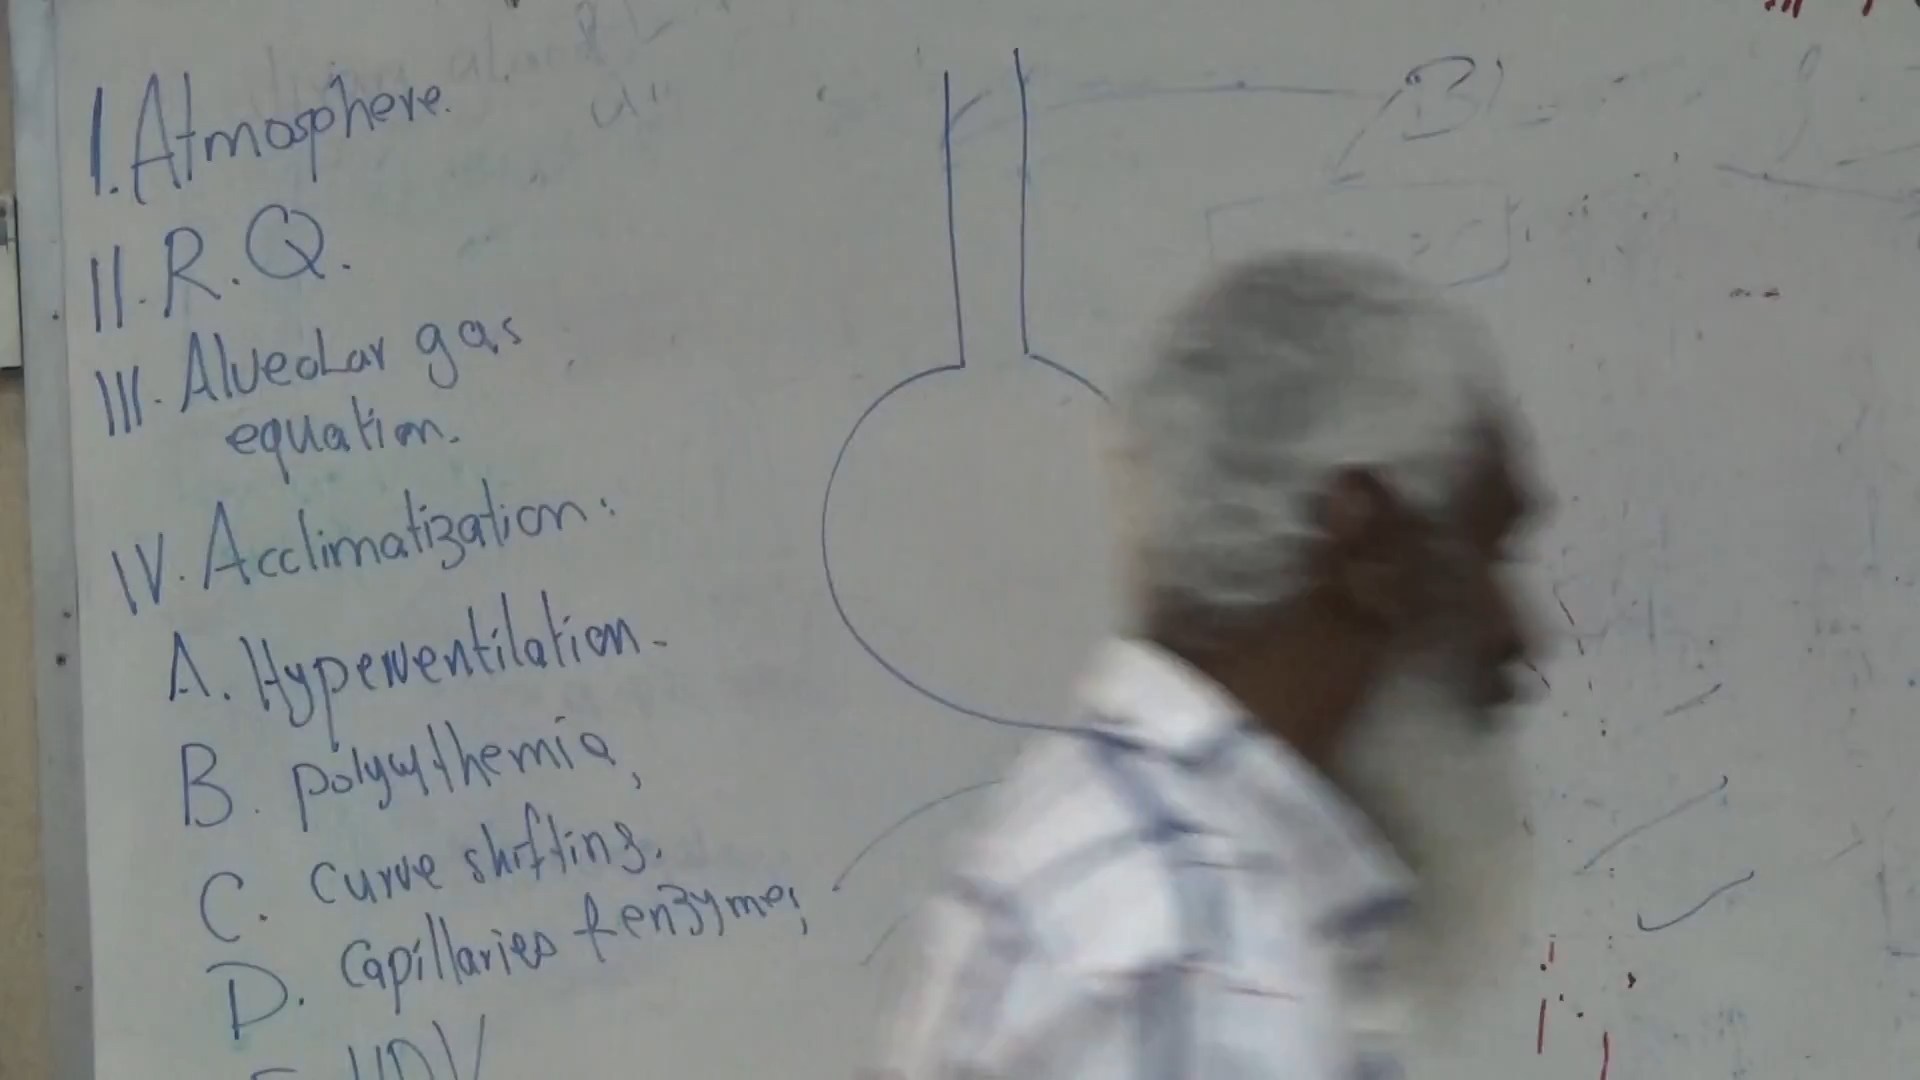 I. Atmosphere.
II. R.Q.
III. Alveolar gas
equation.
IV. Acclimatization:
A. Hyperventilation.
B. polycythemia,
C. Curve shifting.
D. Capillaries & enzymes